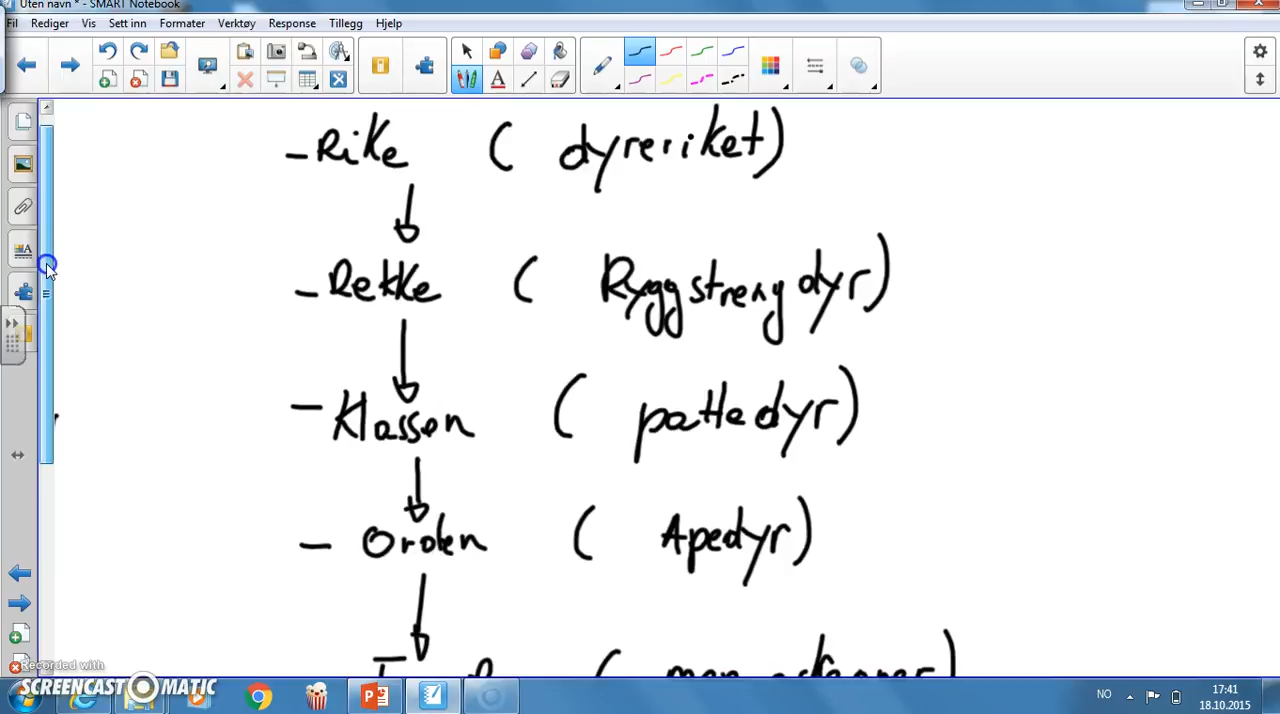 Uten navn * - SMART Notebook
Fil Rediger Vis Sett inn Formater Verktøy Response Tillegg Hjelp
- Rike ( dyreriket)
- Rekke ( Ryggstrengdyr)
- Klassen ( pattedyr)
- Orden ( Apedyr)
Recorded with
SCREENCAST MATIC
NO 17:41
18.10.2015